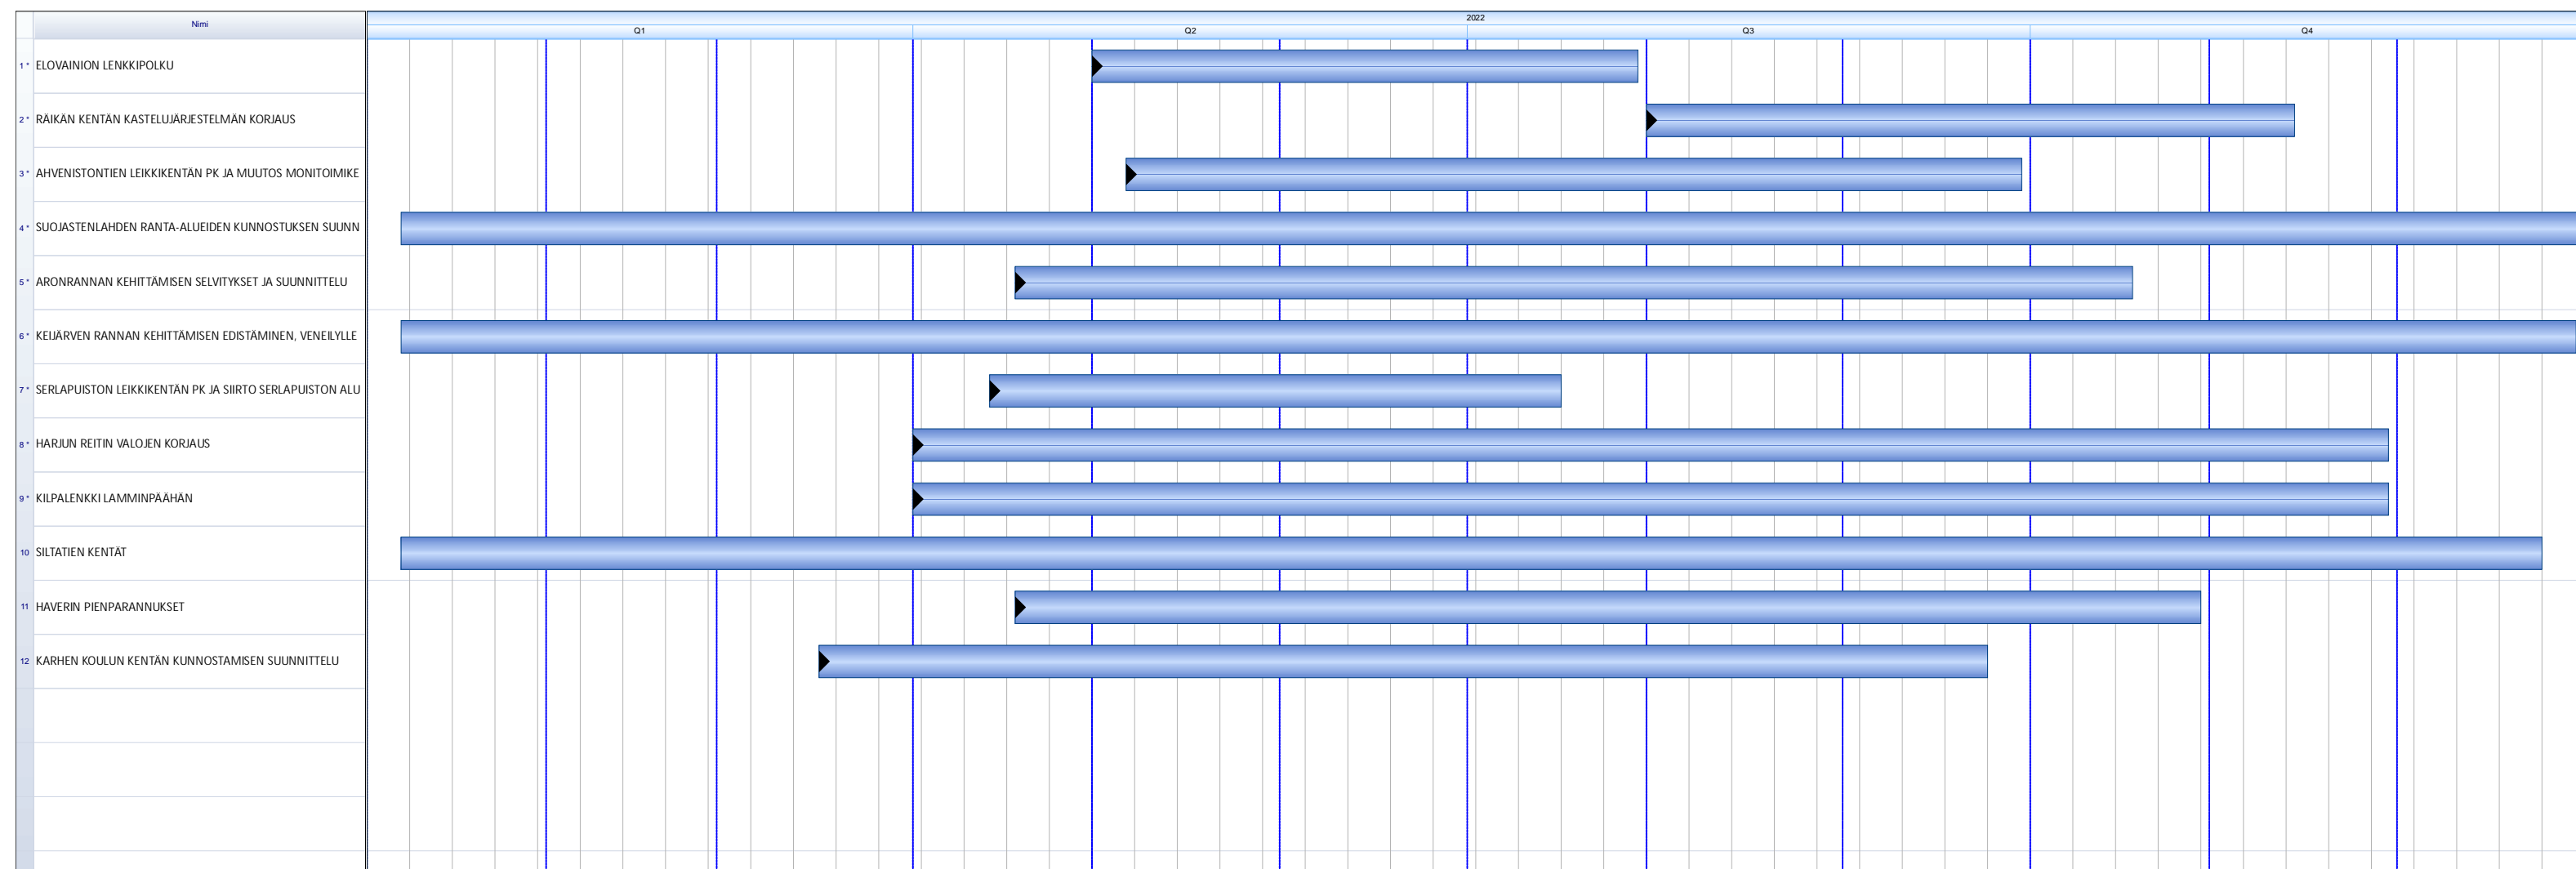 Nimi
2022
Q1 Q2 Q3 Q4
1 * ELOVAINION LENKKIPOLKU
2 * RÄIKÄN KENTÄN KASTELUJÄRJESTELMÄN KORJAUS
3 * AHVENISTONTIEN LEIKKIKENTÄN PK JA MUUTOS MONITOIMIKE
4 * SUOJASTENLAHDEN RANTA-ALUEIDEN KUNNOSTUKSEN SUUNN
5 * ARONRANNAN KEHITTÄMISEN SELVITYKSET JA SUUNNITTELU
6 * KEIJÄRVEN RANNAN KEHITTÄMISEN EDISTÄMINEN, VENEILYLLE
7 * SERLAPUISTON LEIKKIKENTÄN PK JA SIIRTO SERLAPUISTON ALU
8 * HARJUN REITIN VALOJEN KORJAUS
9 * KILPALENKKI LAMMINPÄÄHÄN
10 SILTATIEN KENTÄT
11 HAVERIN PIENPARANNUKSET
12 KARHEN KOULUN KENTÄN KUNNOSTAMISEN SUUNNITTELU